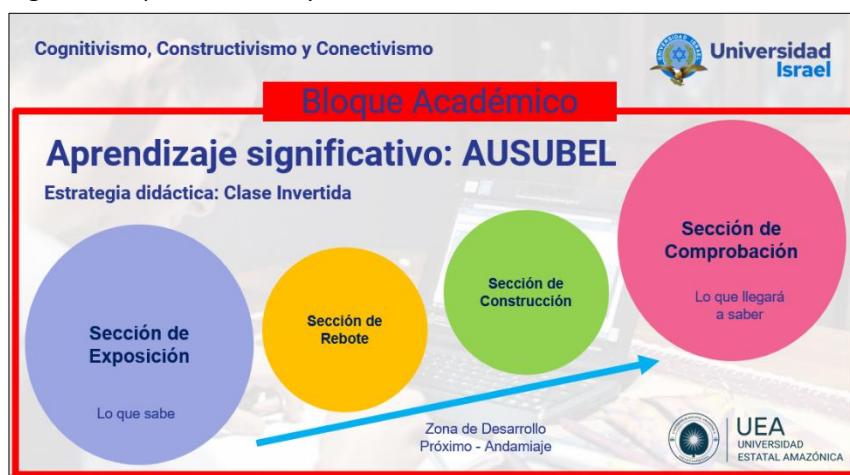 Cognitivismo, Constructivismo y Conectivismo
Universidad
Israel
Bloque Académico
Aprendizaje significativo: AUSUBEL
Estrategia didáctica: Clase Invertida
Sección de
Exposición
Lo que sabe
Sección de
Rebote
Sección de
Construcción
Sección de
Comprobación
Lo que llegará
a saber
Zona de Desarrollo
Próximo - Andamiaje
UEA
UNIVERSIDAD
ESTATAL AMAZÓNICA